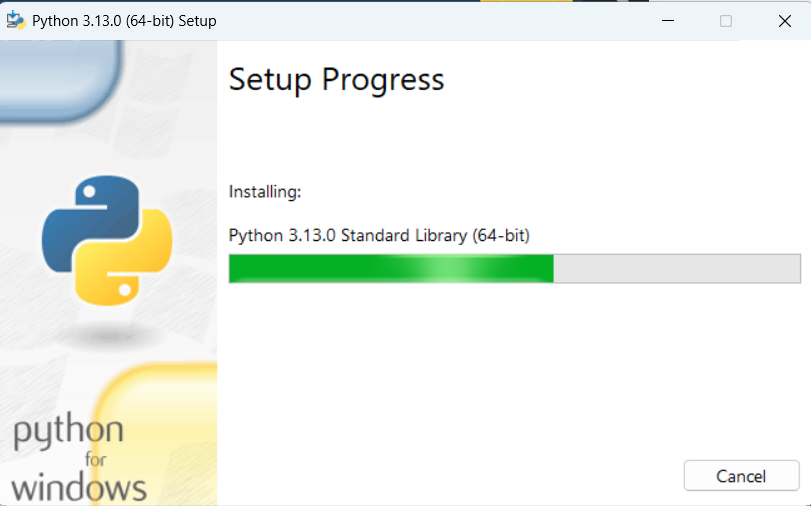 Python 3.13.0 (64-bit) Setup
Setup Progress
Installing:
Python 3.13.0 Standard Library (64-bit)
python
for
windows
Cancel